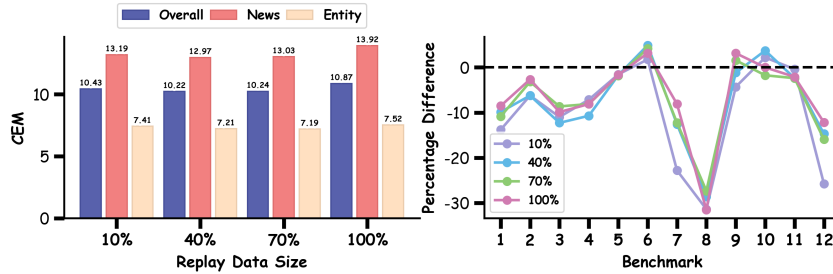 Overall News Entity
CEM
10
5
0
10.43 13.19 7.41
10.22 12.97 7.21
10.24 13.03 7.19
10.87 13.92 7.52
10% 40% 70% 100%
Replay Data Size
Percentage Difference
0
-10
-20
-30
10%
40%
70%
100%
1 2 3 4 5 6 7 8 9 10 11 12
Benchmark